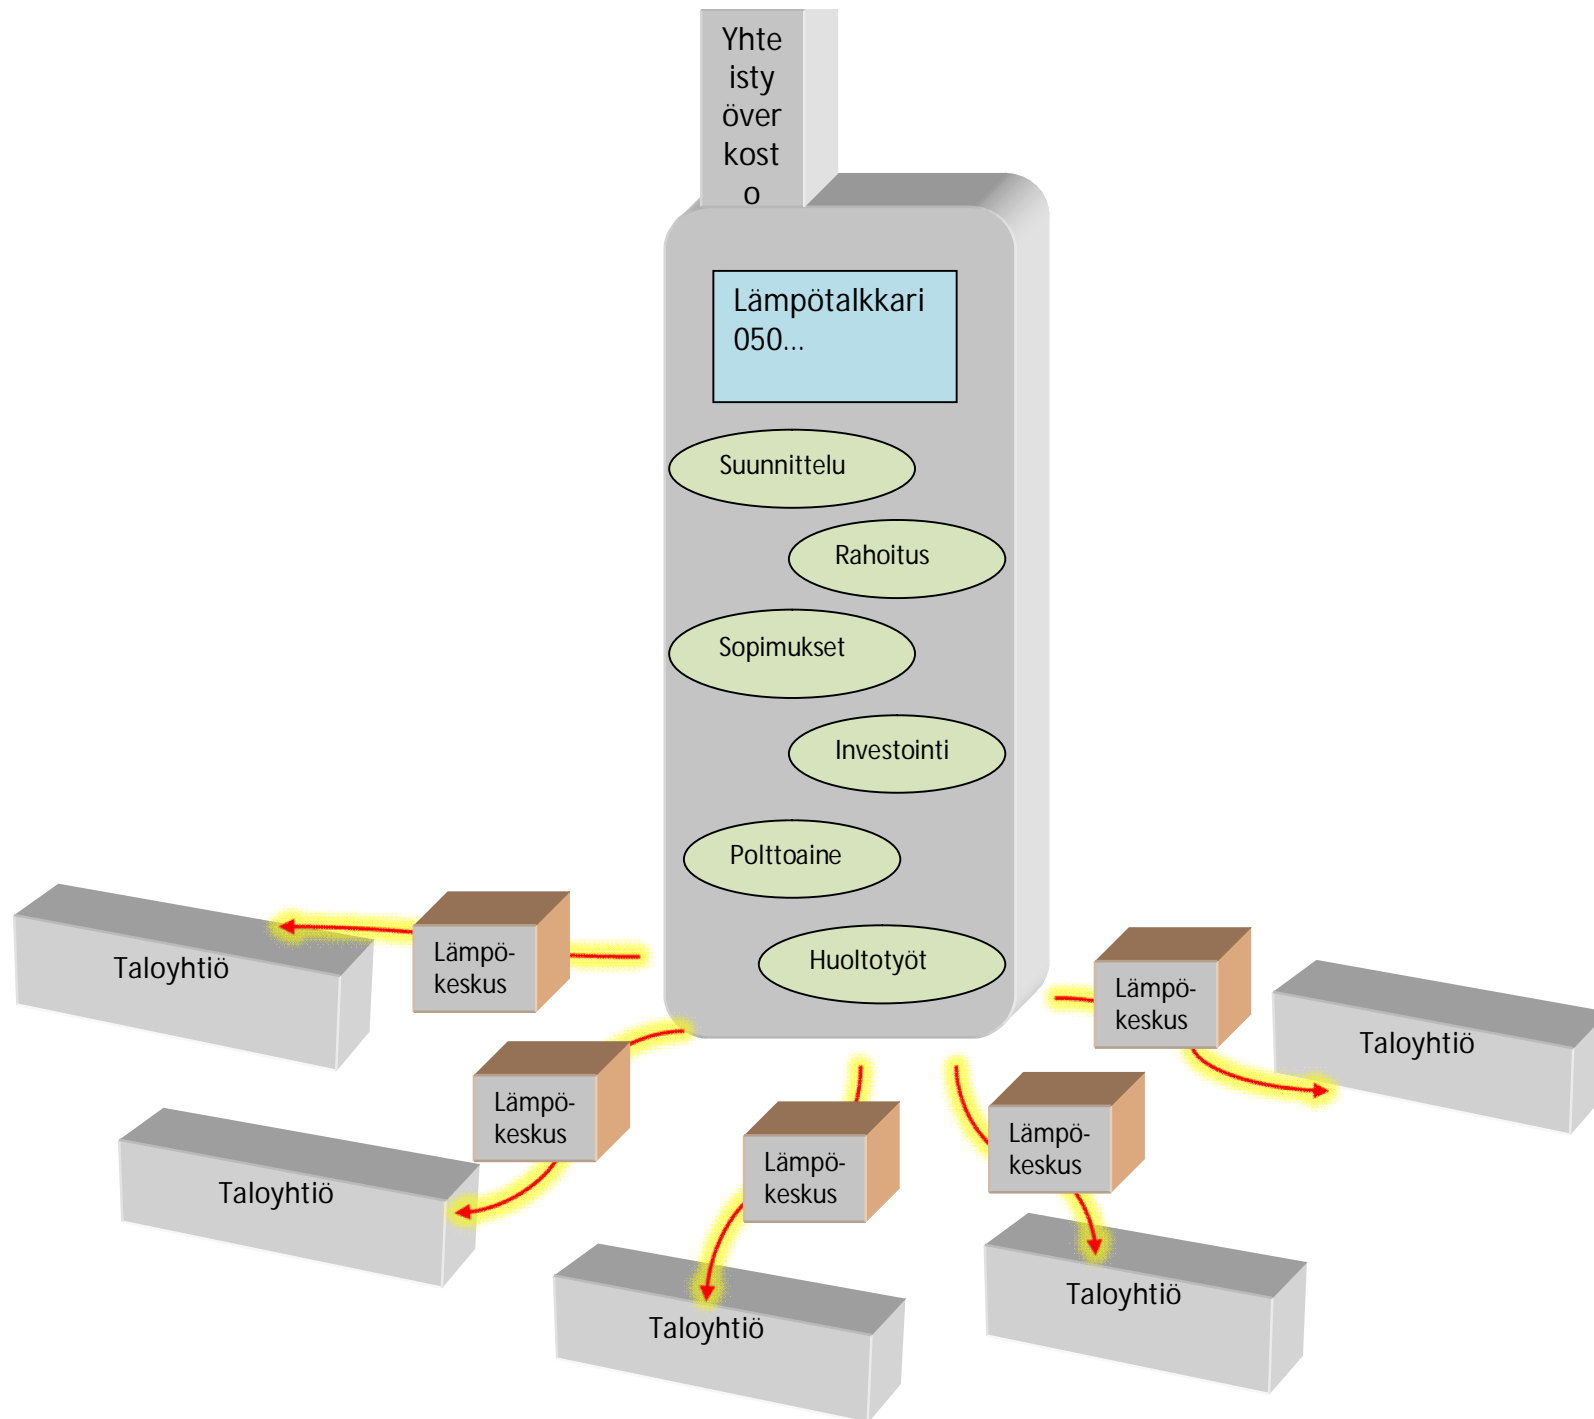 Yhte
isty
över
kost
o
Lämpötalkkari
050...
Suunnittelu
Rahoitus
Sopimukset
Investointi
Polttoaine
Huoltotyöt
Lämpö-
keskus
Taloyhtiö
Lämpö-
keskus
Taloyhtiö
Lämpö-
keskus
Taloyhtiö
Lämpö-
keskus
Taloyhtiö
Lämpö-
keskus
Taloyhtiö